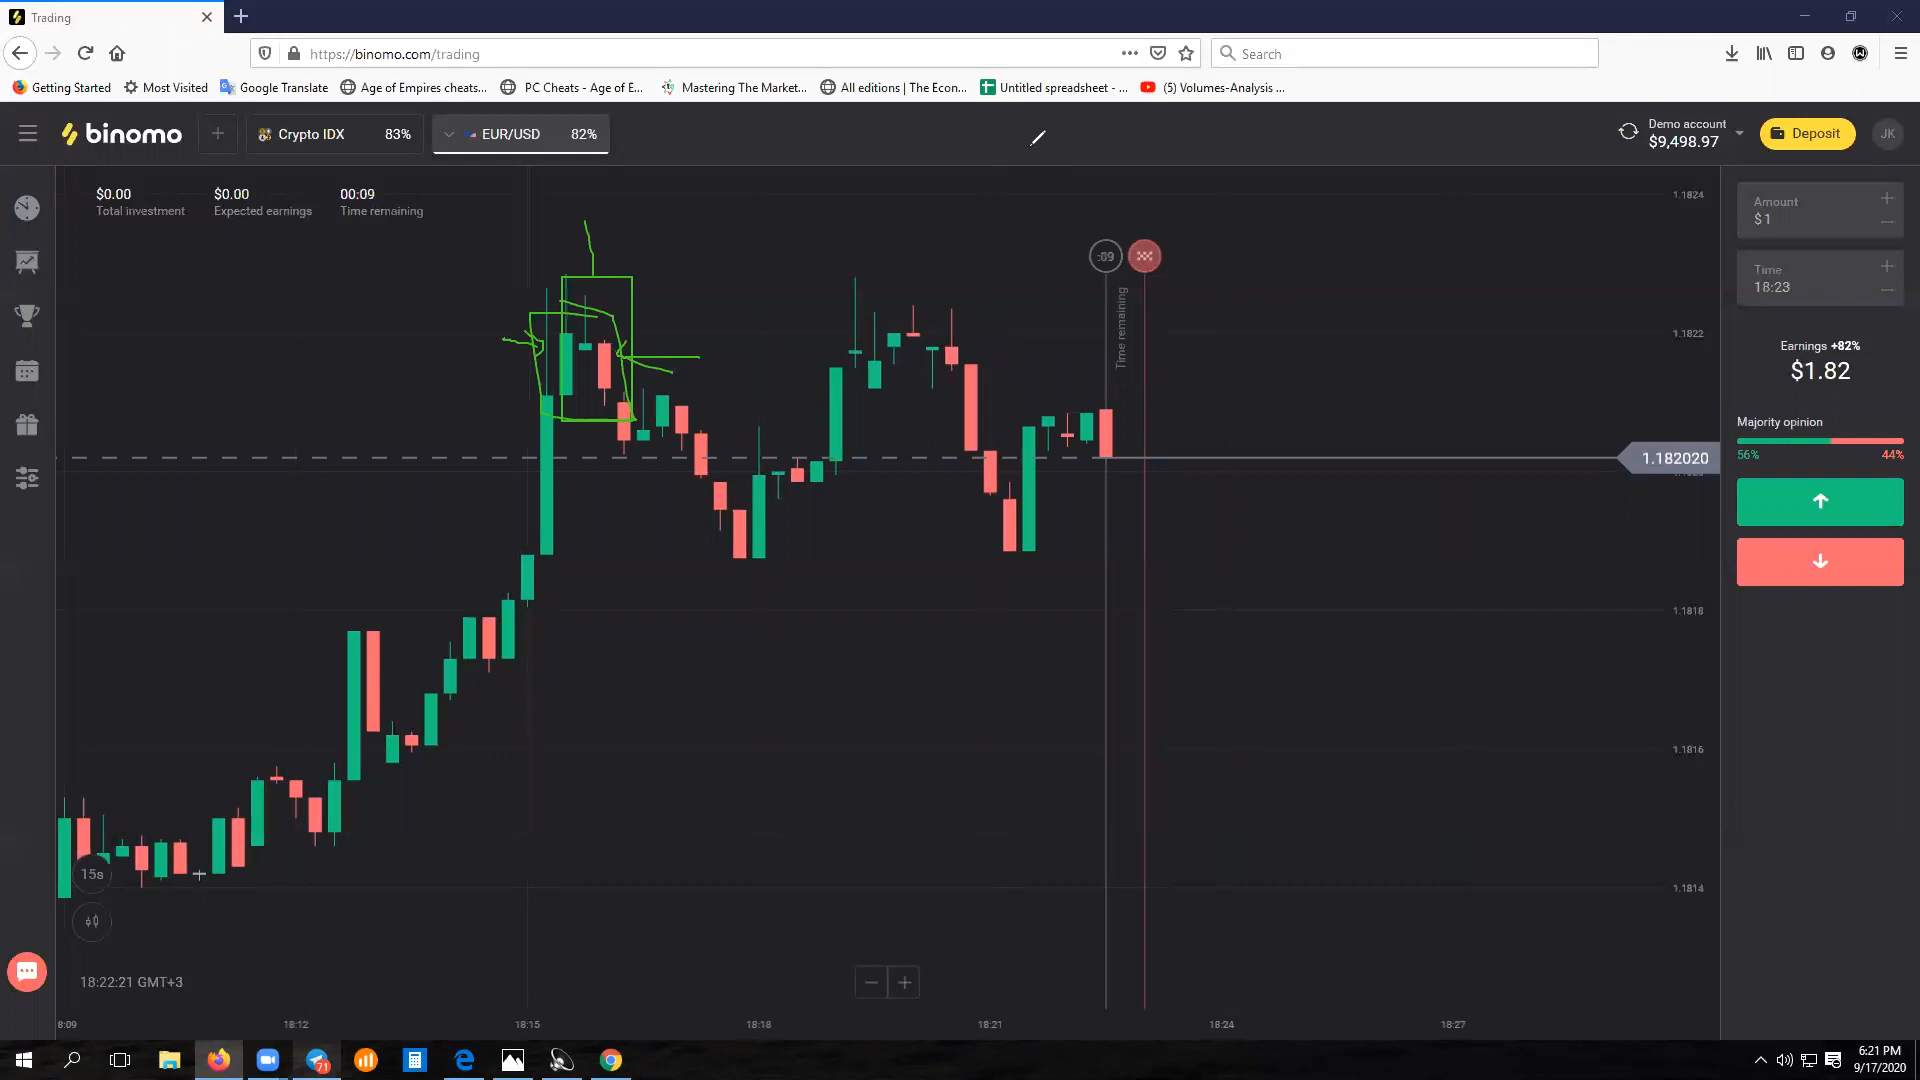 Trading
https://binomo.com/trading
Search
Getting Started
Most Visited
Google Translate
Age of Empires cheats...
PC Cheats - Age of E...
Mastering The Market...
All editions | The Econ...
Untitled spreadsheet - ...
(5) Volumes-Analysis ...
binomo
Crypto IDX 83%
EUR/USD 82%
Demo account
$9,498.97
Deposit
JK
$0.00
Total investment
$0.00
Expected earnings
00:09
Time remaining
1.1824
Amount
$1
Time
18:23
:09
Time remaining
1.1822
Earnings +82%
$1.82
Majority opinion
56%
44%
1.182020
1.1818
1.1816
1.1814
15s
18:22:21 GMT+3
8:09
18:12
18:15
18:18
18:21
18:24
18:27
71
6:21 PM
9/17/2020